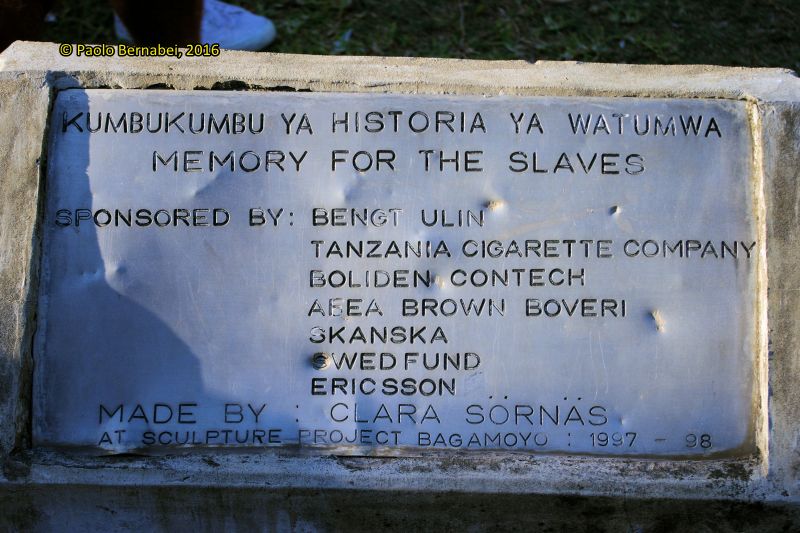 © Paolo Bernabei, 2016
KUMBUKUMBU YA HISTORIA YA WATUMWA
MEMORY FOR THE SLAVES
SPONSORED BY: BENGT ULIN
TANZANIA CIGARETTE COMPANY
BOLIDEN CONTECH
ASEA BROWN BOVERI
SKANSKA
SWEDFUND
ERICSSON
MADE BY : CLARA SÖRNÄS
AT SCULPTURE PROJECT BAGAMOYO : 1997 - 98